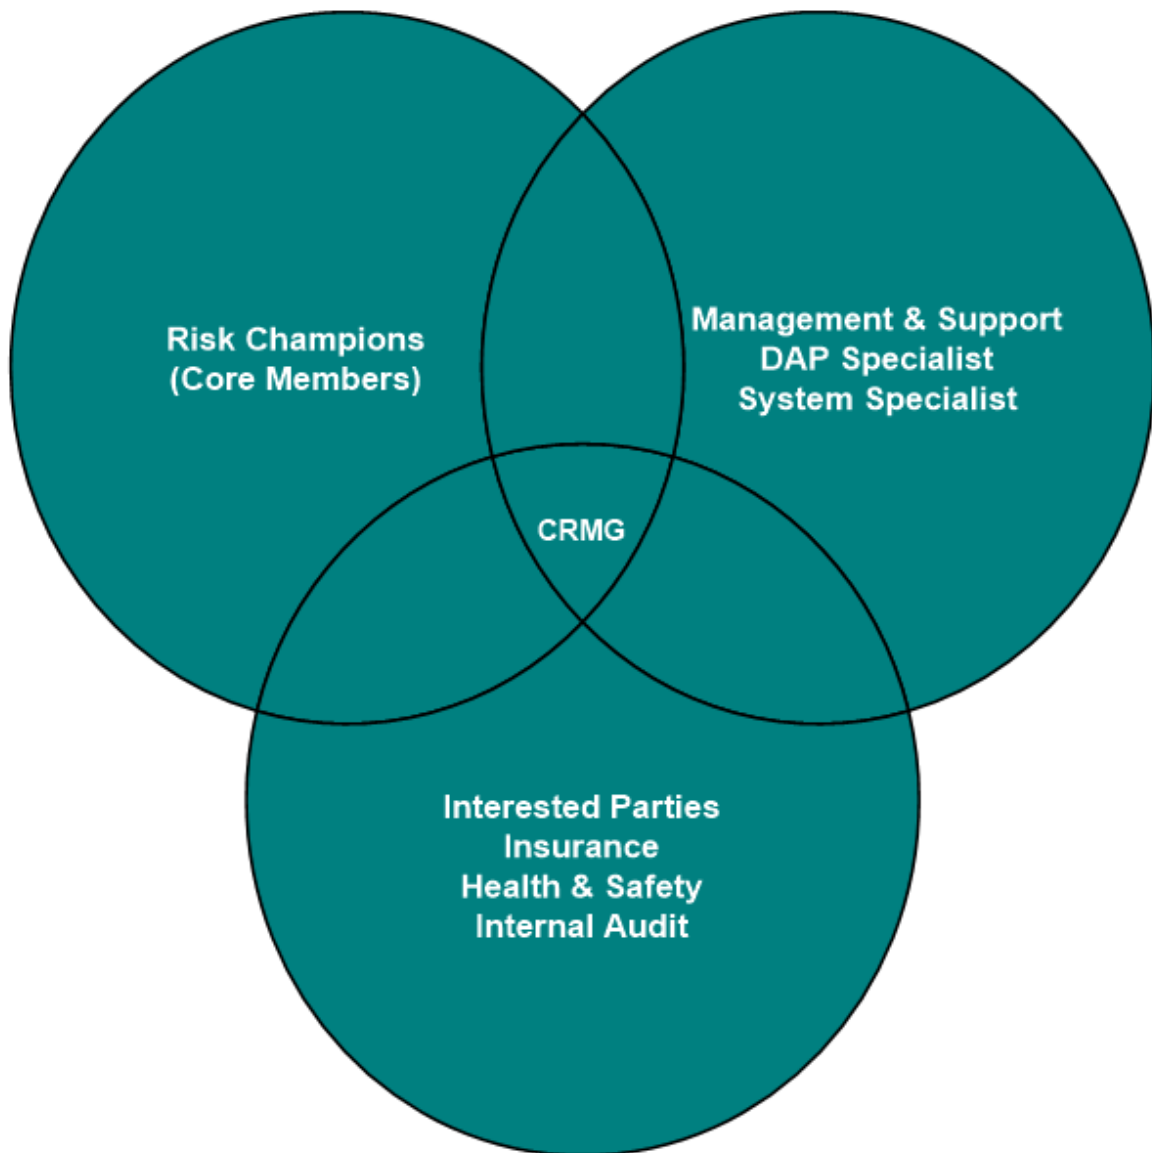 Risk Champions
(Core Members)
Management & Support
DAP Specialist
System Specialist
CRMG
Interested Parties
Insurance
Health & Safety
Internal Audit